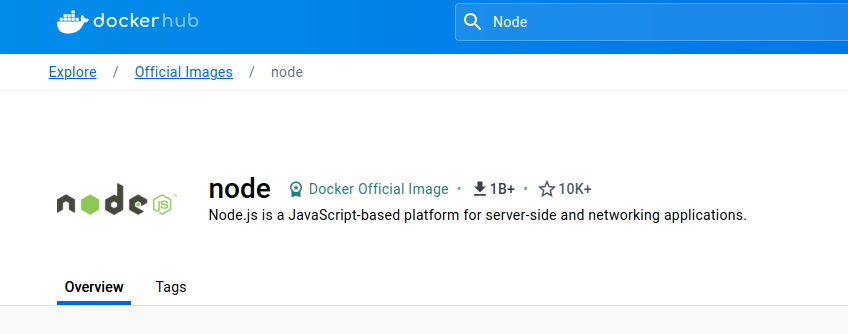 dockerhub
Node
Explore / Official Images / node
node
JS
node Docker Official Image • 1B+ • 10K+
Node.js is a JavaScript-based platform for server-side and networking applications.
Overview Tags